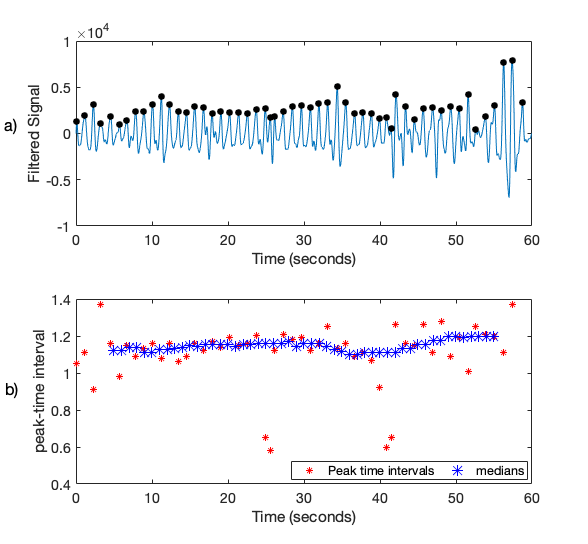 ×10^4
1
0.5
0
-0.5
-1
Filtered Signal
a)
0 10 20 30 40 50 60
Time (seconds)
1.4
1.2
1
0.8
0.6
0.4
peak-time interval
b)
Peak time intervals medians
0 10 20 30 40 50 60
Time (seconds)